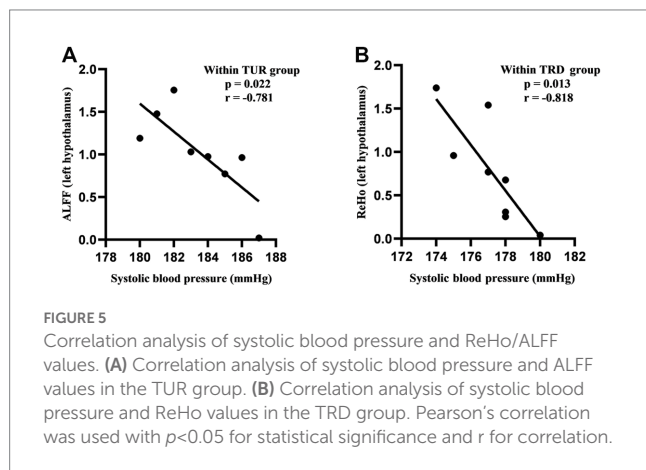 A
Within TUR group
p = 0.022
r = -0.781
ALFF (left hypothalamus)
2.0
1.5
1.0
0.5
0.0
178 180 182 184 186 188
Systolic blood pressure (mmHg)
B
Within TRD group
p = 0.013
r = -0.818
ReHo (left hypothalamus)
2.0
1.5
1.0
0.5
0.0
172 174 176 178 180 182
Systolic blood pressure (mmHg)
FIGURE 5
Correlation analysis of systolic blood pressure and ReHo/ALFF
values. (A) Correlation analysis of systolic blood pressure and ALFF
values in the TUR group. (B) Correlation analysis of systolic blood
pressure and ReHo values in the TRD group. Pearson's correlation
was used with p<0.05 for statistical significance and r for correlation.